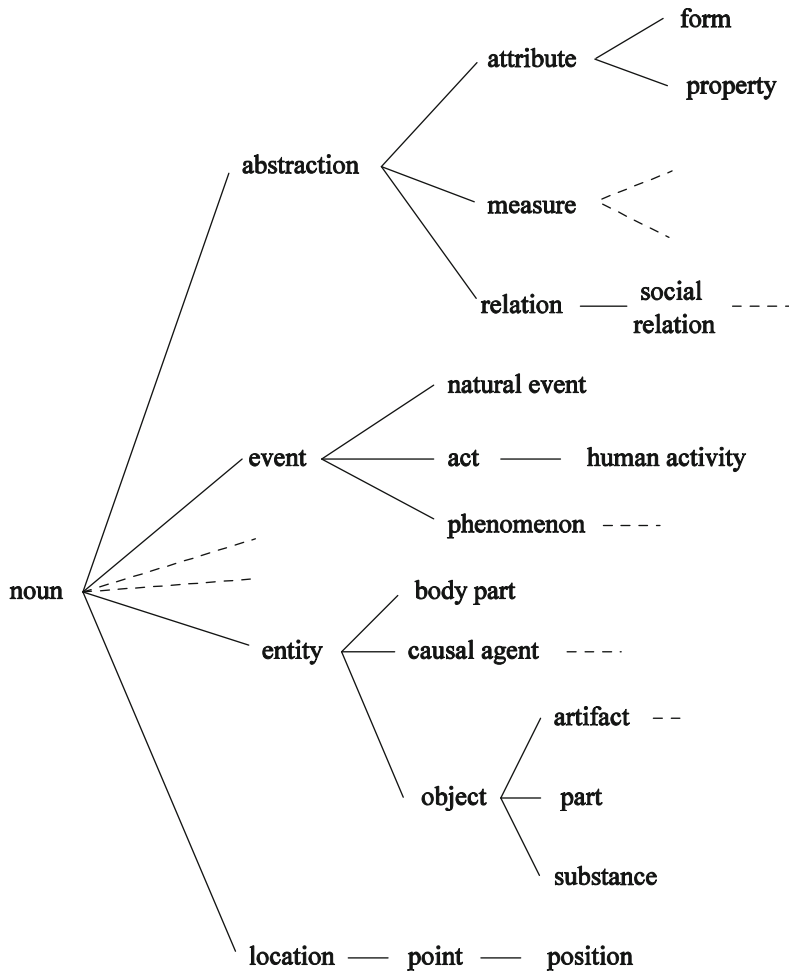 form
attribute
property
abstraction
measure
relation
social
relation
natural event
event
act
human activity
phenomenon
noun
body part
entity
causal agent
artifact
object
part
substance
location
point
position